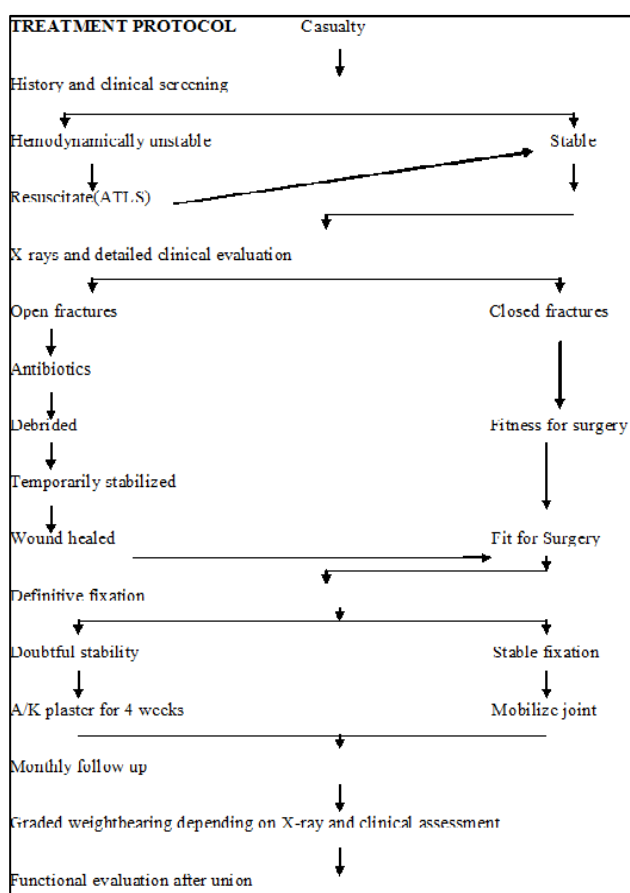 TREATMENT PROTOCOL Casualty
History and clinical screening
Hemodynamically unstable Stable
Resuscitate(ATLS)
X rays and detailed clinical evaluation
Open fractures Closed fractures
Antibiotics
Debrided Fitness for surgery
Temporarily stabilized
Wound healed Fit for Surgery
Definitive fixation
Doubtful stability Stable fixation
A/K plaster for 4 weeks Mobilize joint
Monthly follow up
Graded weightbearing depending on X-ray and clinical assessment
Functional evaluation after union